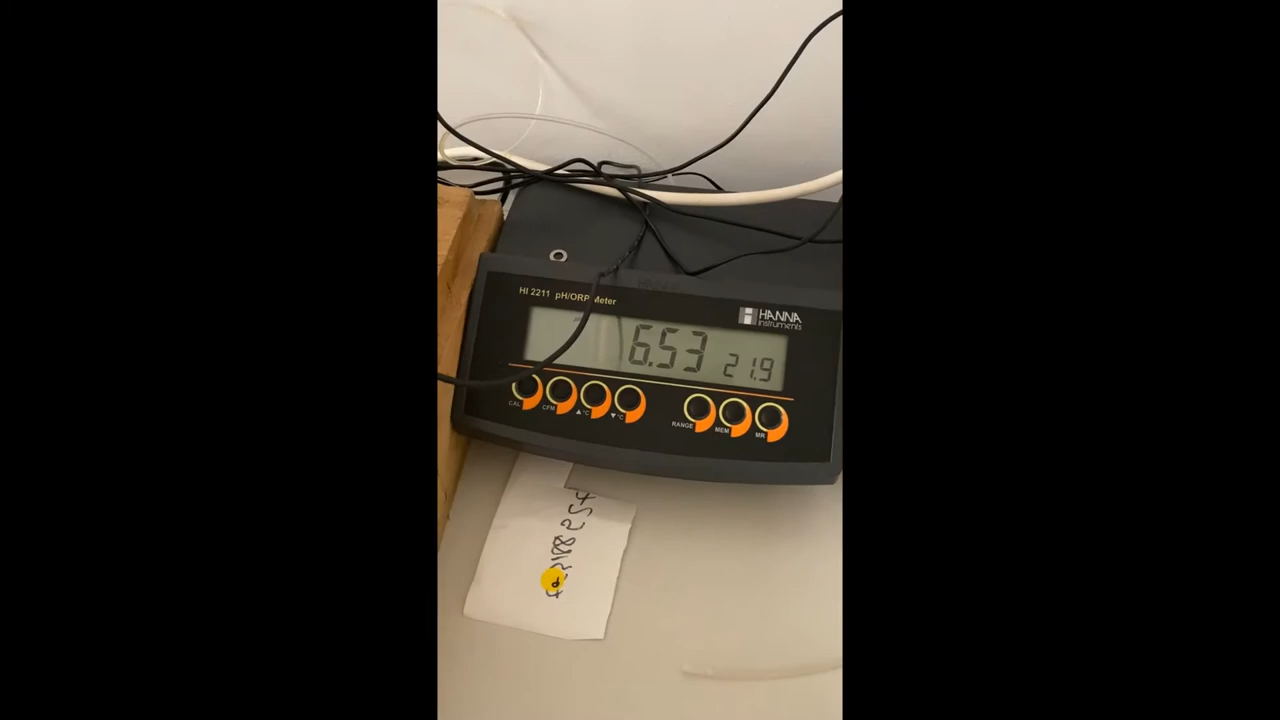 HI 2211 pH/ORP Meter
HANNA
instruments
6.53 21.9
CAL CFM ▲°C ▼°C RANGE MEM MR